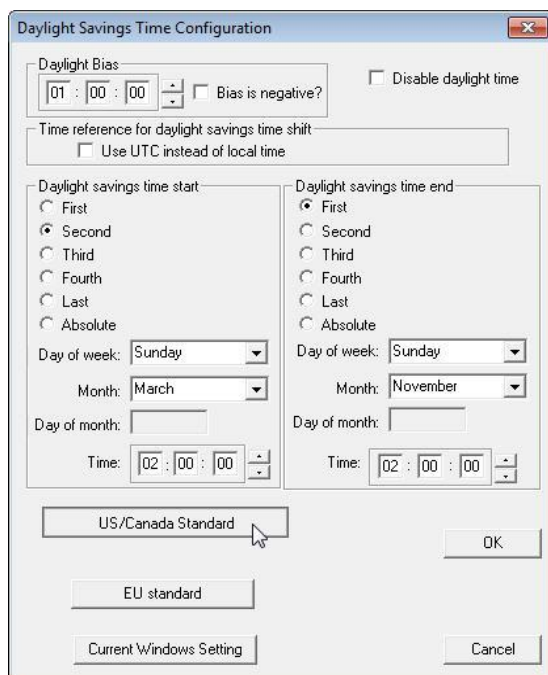 Daylight Savings Time Configuration
Daylight Bias
01 : 00 : 00
Bias is negative?
Disable daylight time
Time reference for daylight savings time shift
Use UTC instead of local time
Daylight savings time start
First
Second
Third
Fourth
Last
Absolute
Day of week: Sunday
Month: March
Day of month:
Time: 02 : 00 : 00
Daylight savings time end
First
Second
Third
Fourth
Last
Absolute
Day of week: Sunday
Month: November
Day of month:
Time: 02 : 00 : 00
US/Canada Standard
OK
EU standard
Current Windows Setting
Cancel